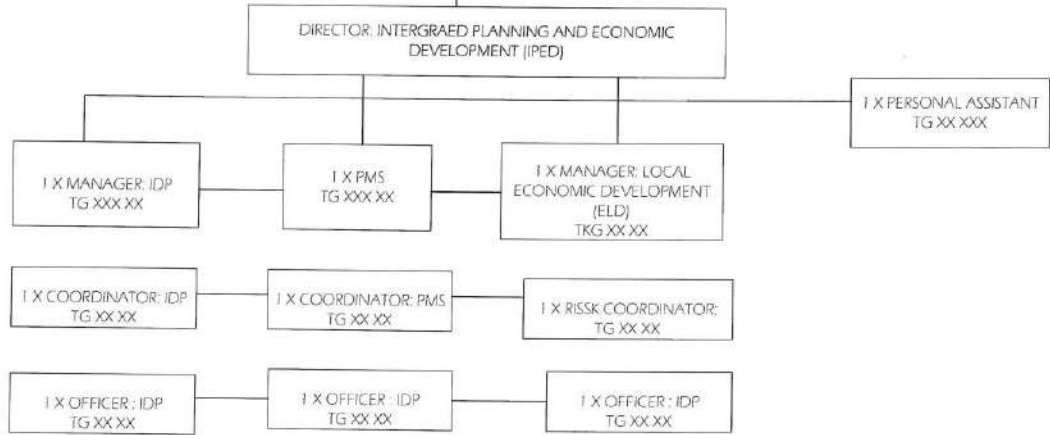 DIRECTOR: INTERGRAED PLANNING AND ECONOMIC
DEVELOPMENT (IPED)
1 X PERSONAL ASSISTANT
TG XX XXX
1 X MANAGER: IDP
TG XXX XX
1 X PMS
TG XXX XX
1 X MANAGER: LOCAL
ECONOMIC DEVELOPMENT
(ELD)
TKG XX XX
1 X COORDINATOR: IDP
TG XX XX
1 X COORDINATOR: PMS
TG XX XX
1 X RISSK COORDINATOR:
TG XX XX
1 X OFFICER : IDP
TG XX XX
1 X OFFICER : IDP
TG XX XX
1 X OFFICER : IDP
TG XX XX